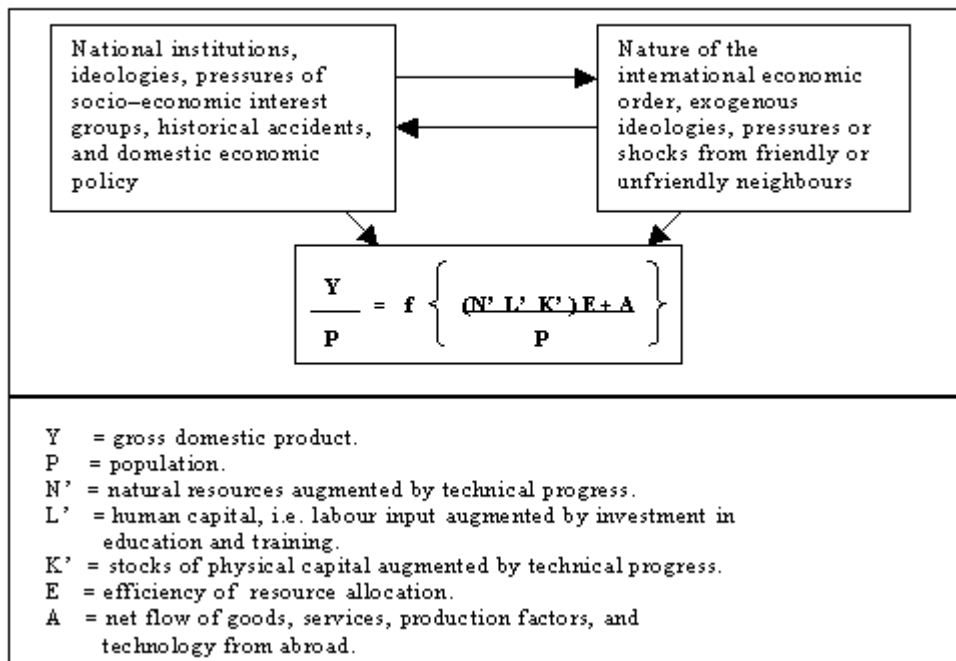 National institutions,
ideologies, pressures of
socio–economic interest
groups, historical accidents,
and domestic economic
policy
Nature of the
international economic
order, exogenous
ideologies, pressures or
shocks from friendly or
unfriendly neighbours
Y
P
= f { (N’ L’ K’ ) E + A }
P
Y = gross domestic product.
P = population.
N’ = natural resources augmented by technical progress.
L’ = human capital, i.e. labour input augmented by investment in
education and training.
K’ = stocks of physical capital augmented by technical progress.
E = efficiency of resource allocation.
A = net flow of goods, services, production factors, and
technology from abroad.